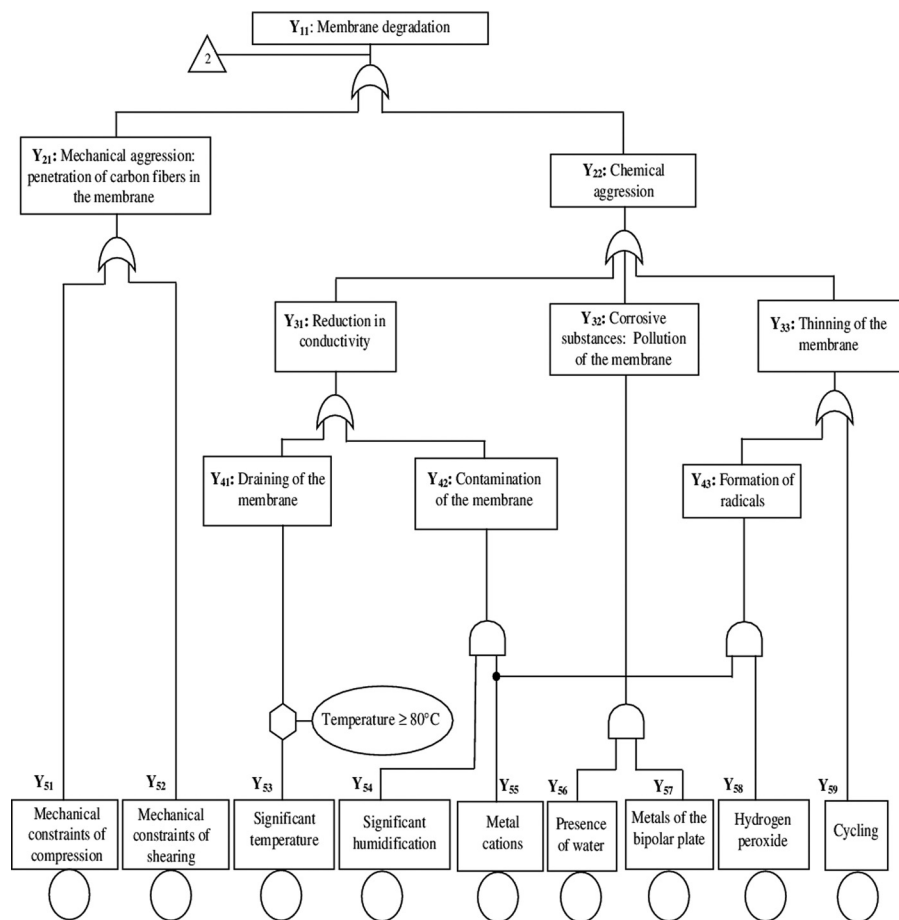 Y11: Membrane degradation
2
Y21: Mechanical aggression:
penetration of carbon fibers in
the membrane
Y22: Chemical
aggression
Y31: Reduction in
conductivity
Y32: Corrosive
substances: Pollution
of the membrane
Y33: Thinning of the
membrane
Y41: Draining of the
membrane
Y42: Contamination
of the membrane
Y43: Formation of
radicals
Temperature ≥ 80°C
Y51
Y52
Y53
Y54
Y55
Y56
Y57
Y58
Y59
Mechanical
constraints of
compression
Mechanical
constraints of
shearing
Significant
temperature
Significant
humidification
Metal
cations
Presence
of water
Metals of the
bipolar plate
Hydrogen
peroxide
Cycling